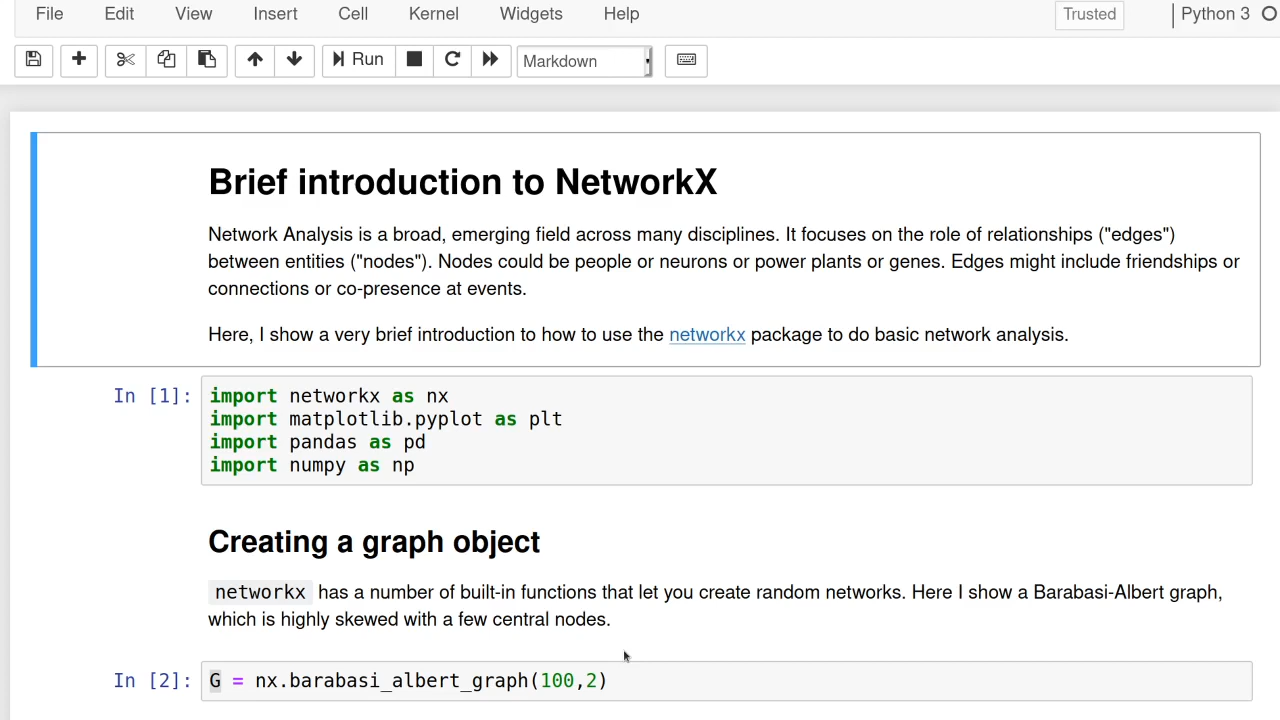 File Edit View Insert Cell Kernel Widgets Help Trusted Python 3
Run Markdown
Brief introduction to NetworkX
Network Analysis is a broad, emerging field across many disciplines. It focuses on the role of relationships ("edges")
between entities ("nodes"). Nodes could be people or neurons or power plants or genes. Edges might include friendships or
connections or co-presence at events.
Here, I show a very brief introduction to how to use the networkx package to do basic network analysis.
In [1]: import networkx as nx
import matplotlib.pyplot as plt
import pandas as pd
import numpy as np
Creating a graph object
networkx has a number of built-in functions that let you create random networks. Here I show a Barabasi-Albert graph,
which is highly skewed with a few central nodes.
In [2]: G = nx.barabasi_albert_graph(100,2)